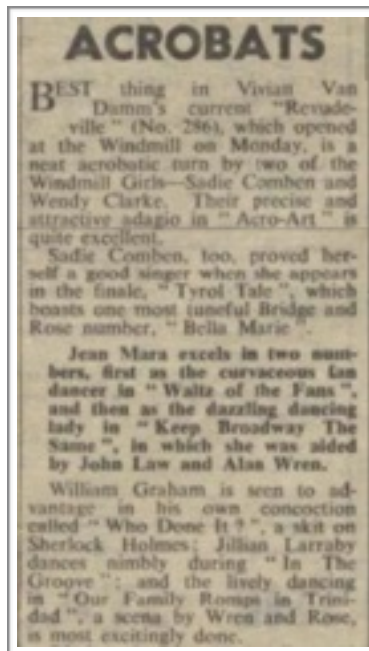 ACROBATS
BEST thing in Vivian Van
Damm's current "Revude-
ville" (No. 286), which opened
at the Windmill on Monday, is a
neat acrobatic turn by two of the
Windmill Girls—Sadie Comben and
Wendy Clarke. Their precise and
attractive adagio in "Acro-Art" is
quite excellent.
Sadie Comben, too, proved her-
self a good singer when she appears
in the finale, "Tyrol Tale", which
boasts one most tuneful Bridge and
Rose number, "Bella Marie".
Jean Mara excels in two num-
bers, first as the curvaceous fan
dancer in "Waltz of the Fans",
and then as the dazzling dancing
lady in "Keep Broadway The
Same", in which she was aided
by John Law and Alan Wren.
William Graham is seen to ad-
vantage in his own concoction
called "Who Done It?", a skit on
Sherlock Holmes; Jillian Larraby
dances nimbly during "In The
Groove"; and the lively dancing
in "Our Family Romps in Trini-
dad", a scena by Wren and Rose,
is most excitingly done.